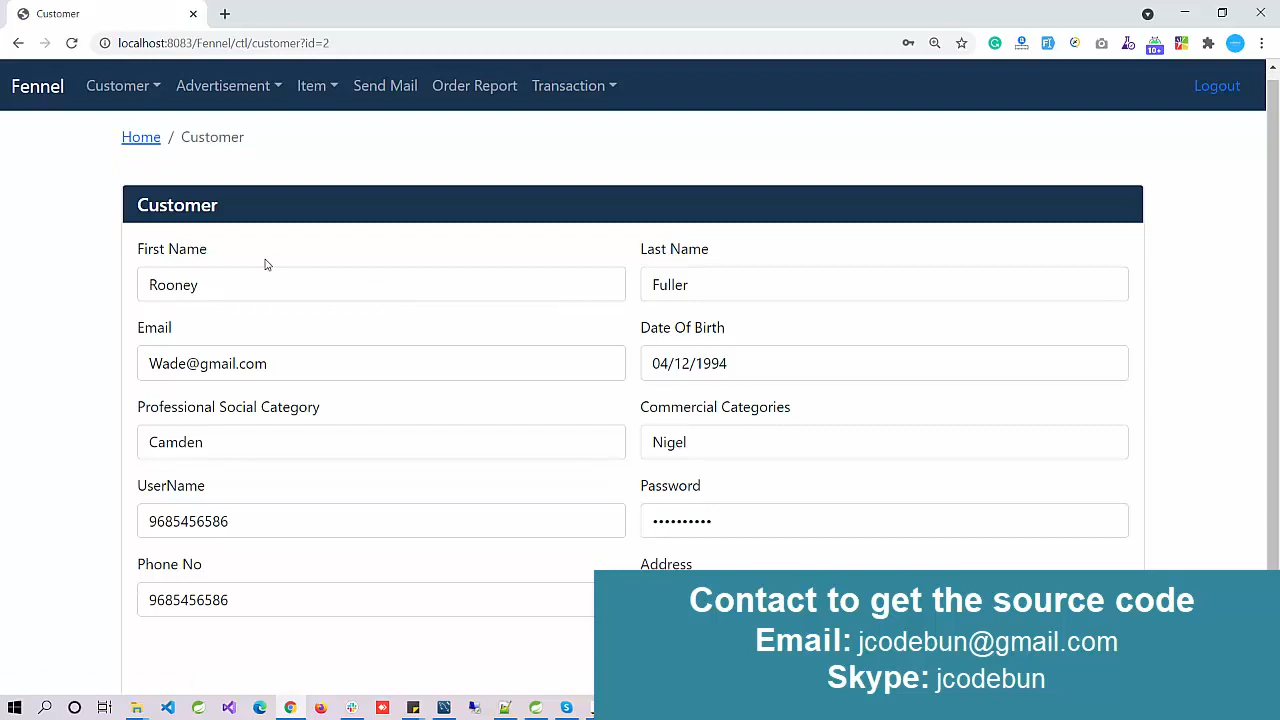 Customer
localhost:8083/Fennel/ctl/customer?id=2
10+
Fennel Customer Advertisement Item Send Mail Order Report Transaction Logout
Home / Customer
Customer
First Name Last Name
Rooney Fuller
Email Date Of Birth
Wade@gmail.com 04/12/1994
Professional Social Category Commercial Categories
Camden Nigel
UserName Password
9685456586 ••••••••••
Phone No Address
9685456586
Contact to get the source code
Email: jcodebun@gmail.com
Skype: jcodebun